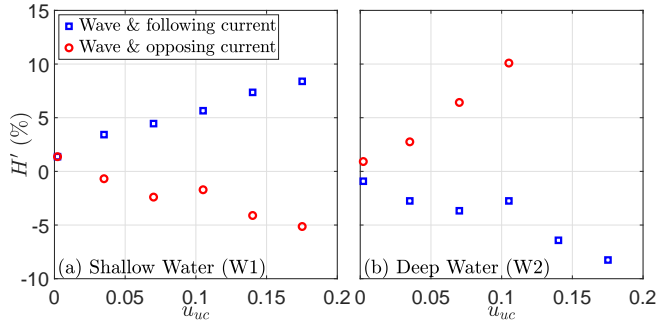 15
10
5
0
-5
-10
H′ (%)
Wave & following current
Wave & opposing current
(a) Shallow Water (W1)
0 0.05 0.1 0.15 0.2
u_uc
(b) Deep Water (W2)
0 0.05 0.1 0.15 0.2
u_uc